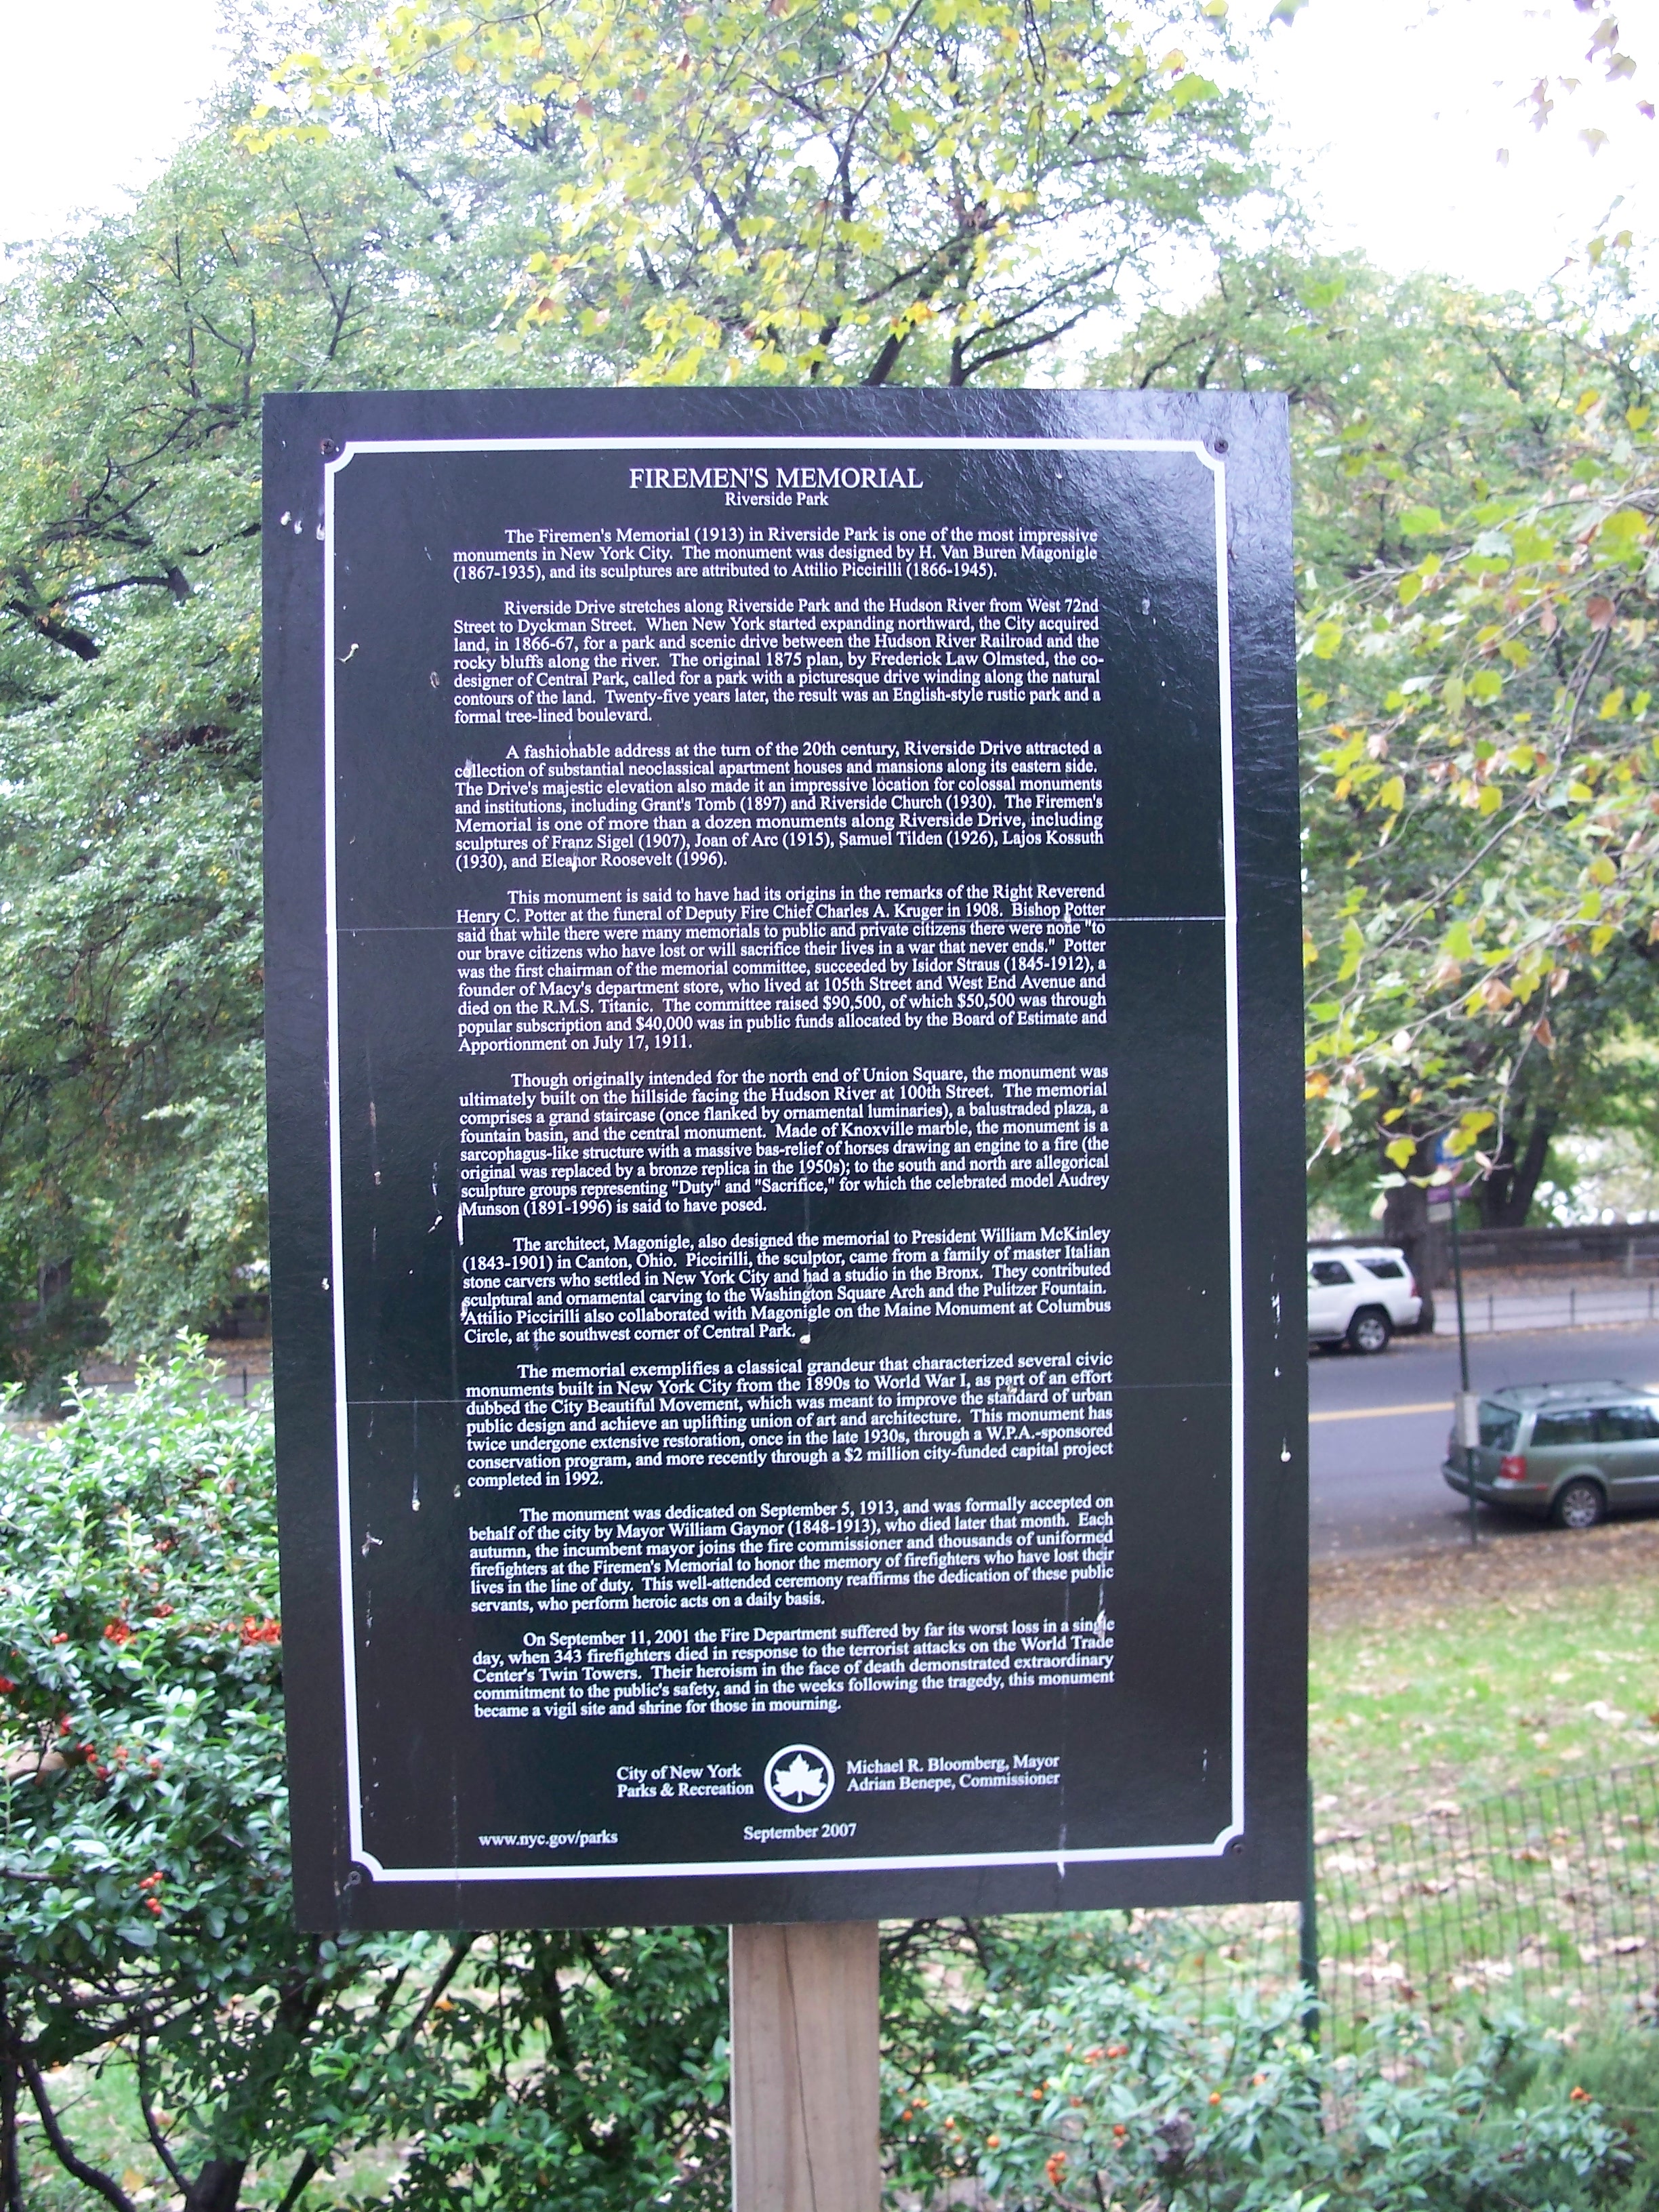 FIREMEN'S MEMORIAL
Riverside Park
The Firemen's Memorial (1913) in Riverside Park is one of the most impressive
monuments in New York City. The monument was designed by H. Van Buren Magonigle
(1867-1935), and its sculptures are attributed to Attilio Piccirilli (1866-1945).
Riverside Drive stretches along Riverside Park and the Hudson River from West 72nd
Street to Dyckman Street. When New York started expanding northward, the City acquired
land, in 1866-67, for a park and scenic drive between the Hudson River Railroad and the
rocky bluffs along the river. The original 1875 plan, by Frederick Law Olmsted, the co-
designer of Central Park, called for a park with a picturesque drive winding along the natural
contours of the land. Twenty-five years later, the result was an English-style rustic park and a
formal tree-lined boulevard.
A fashionable address at the turn of the 20th century, Riverside Drive attracted a
collection of substantial neoclassical apartment houses and mansions along its eastern side.
The Drive's majestic elevation also made it an impressive location for colossal monuments
and institutions, including Grant's Tomb (1897) and Riverside Church (1930). The Firemen's
Memorial is one of more than a dozen monuments along Riverside Drive, including
sculptures of Franz Sigel (1907), Joan of Arc (1915), Samuel Tilden (1926), Lajos Kossuth
(1930), and Eleanor Roosevelt (1996).
This monument is said to have had its origins in the remarks of the Right Reverend
Henry C. Potter at the funeral of Deputy Fire Chief Charles A. Kruger in 1908. Bishop Potter
said that while there were many memorials to public and private citizens there were none "to
our brave citizens who have lost or will sacrifice their lives in a war that never ends." Potter
was the first chairman of the memorial committee, succeeded by Isidor Straus (1845-1912), a
founder of Macy's department store, who lived at 105th Street and West End Avenue and
died on the R.M.S. Titanic. The committee raised $90,500, of which $50,500 was through
popular subscription and $40,000 was in public funds allocated by the Board of Estimate and
Apportionment on July 17, 1911.
Though originally intended for the north end of Union Square, the monument was
ultimately built on the hillside facing the Hudson River at 100th Street. The memorial
comprises a grand staircase (once flanked by ornamental luminaries), a balustraded plaza, a
fountain basin, and the central monument. Made of Knoxville marble, the monument is a
sarcophagus-like structure with a massive bas-relief of horses drawing an engine to a fire (the
original was replaced by a bronze replica in the 1950s); to the south and north are allegorical
sculpture groups representing "Duty" and "Sacrifice," for which the celebrated model Audrey
Munson (1891-1996) is said to have posed.
The architect, Magonigle, also designed the memorial to President William McKinley
(1843-1901) in Canton, Ohio. Piccirilli, the sculptor, came from a family of master Italian
stone carvers who settled in New York City and had a studio in the Bronx. They contributed
sculptural and ornamental carving to the Washington Square Arch and the Pulitzer Fountain.
Attilio Piccirilli also collaborated with Magonigle on the Maine Monument at Columbus
Circle, at the southwest corner of Central Park.
The memorial exemplifies a classical grandeur that characterized several civic
monuments built in New York City from the 1890s to World War I, as part of an effort
dubbed the City Beautiful Movement, which was meant to improve the standard of urban
public design and achieve an uplifting union of art and architecture. This monument has
twice undergone extensive restoration, once in the late 1930s, through a W.P.A.-sponsored
conservation program, and more recently through a $2 million city-funded capital project
completed in 1992.
The monument was dedicated on September 5, 1913, and was formally accepted on
behalf of the city by Mayor William Gaynor (1848-1913), who died later that month. Each
autumn, the incumbent mayor joins the fire commissioner and thousands of uniformed
firefighters at the Firemen's Memorial to honor the memory of firefighters who have lost their
lives in the line of duty. This well-attended ceremony reaffirms the dedication of these public
servants, who perform heroic acts on a daily basis.
On September 11, 2001 the Fire Department suffered by far its worst loss in a single
day, when 343 firefighters died in response to the terrorist attacks on the World Trade
Center's Twin Towers. Their heroism in the face of death demonstrated extraordinary
commitment to the public's safety, and in the weeks following the tragedy, this monument
became a vigil site and shrine for those in mourning.
City of New York
Parks & Recreation
Michael R. Bloomberg, Mayor
Adrian Benepe, Commissioner
www.nyc.gov/parks
September 2007